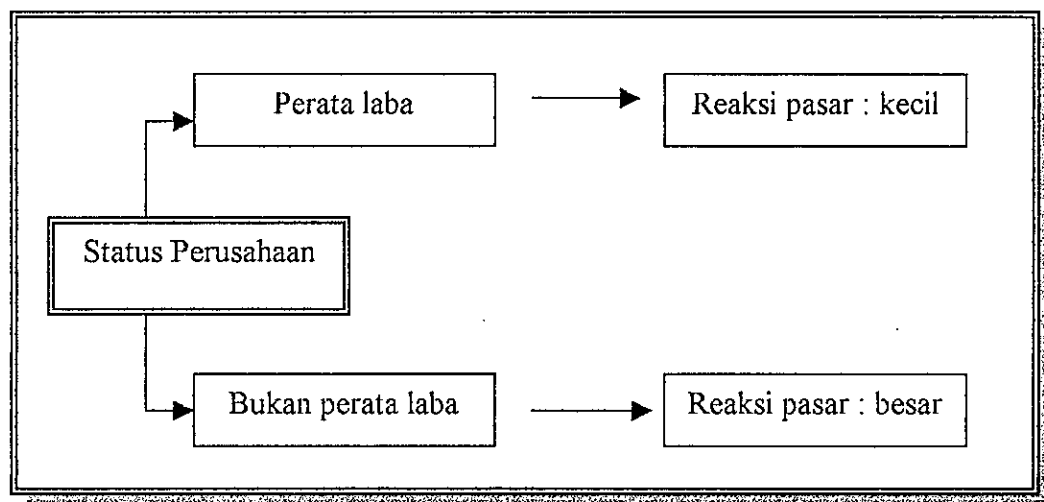 Perata laba
Reaksi pasar : kecil
Status Perusahaan
Bukan perata laba
Reaksi pasar : besar